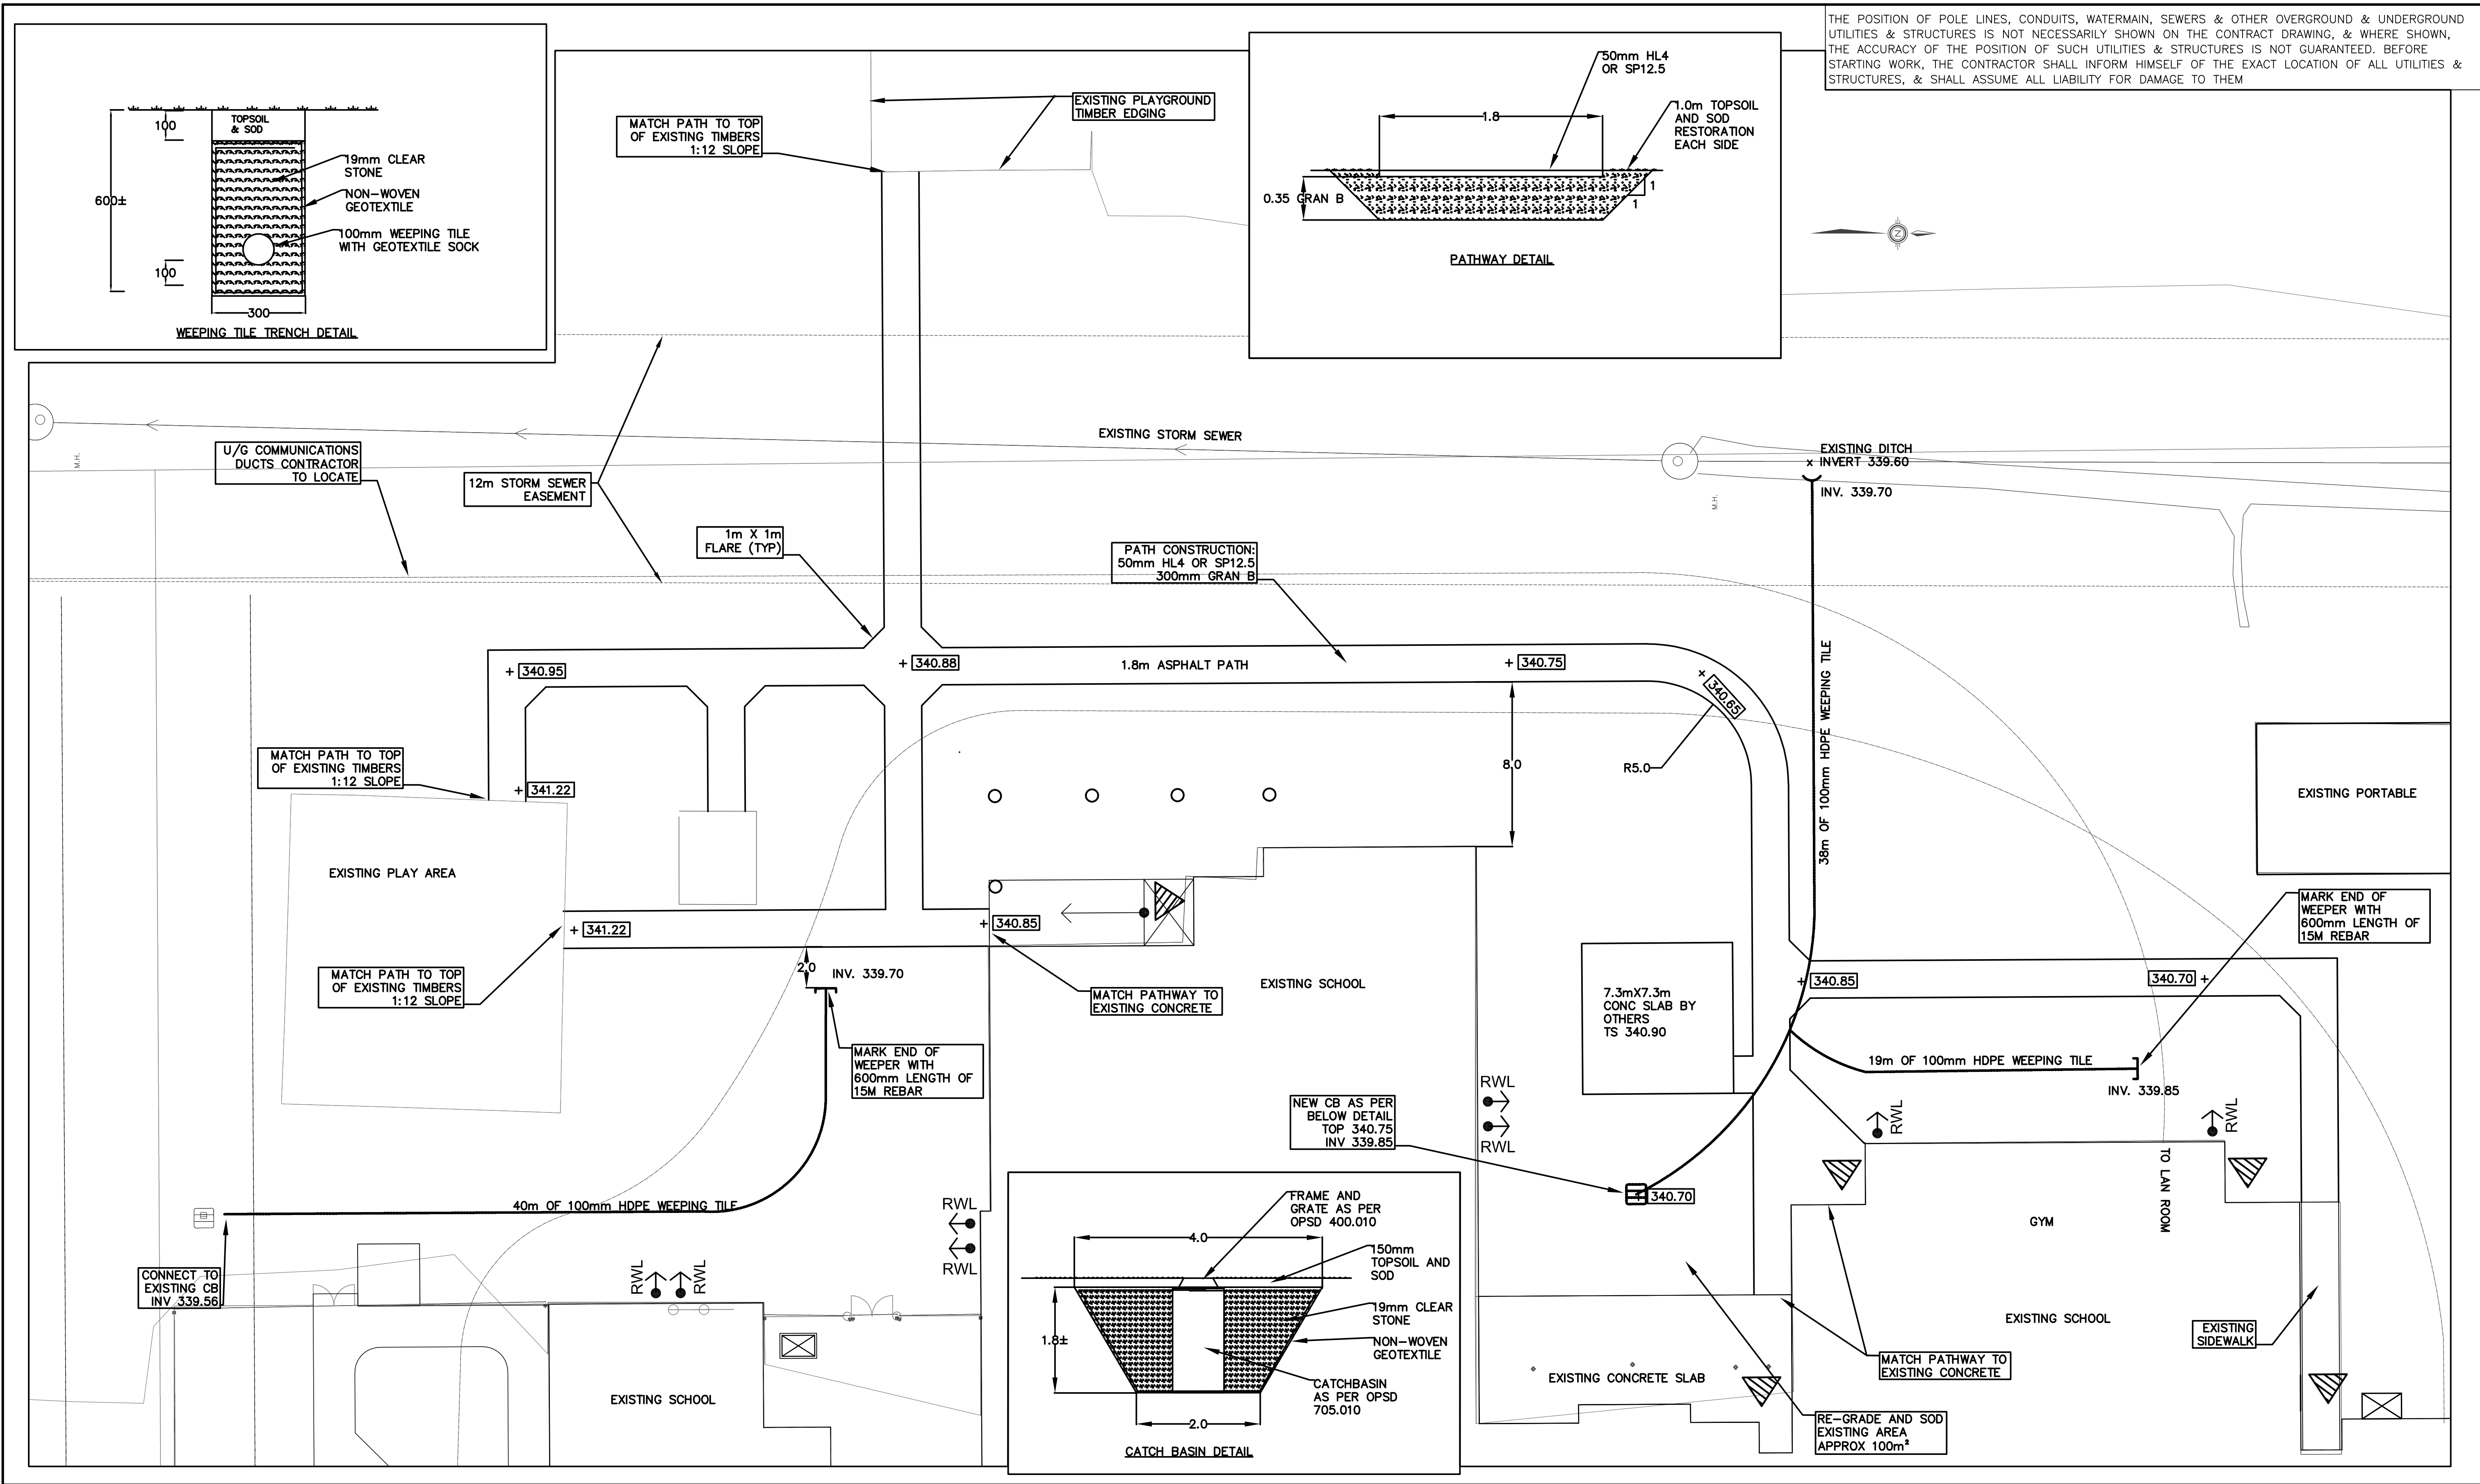 THE POSITION OF POLE LINES, CONDUITS, WATERMAIN, SEWERS & OTHER OVERGROUND & UNDERGROUND
UTILITIES & STRUCTURES IS NOT NECESSARILY SHOWN ON THE CONTRACT DRAWING, & WHERE SHOWN,
THE ACCURACY OF THE POSITION OF SUCH UTILITIES & STRUCTURES IS NOT GUARANTEED. BEFORE
STARTING WORK, THE CONTRACTOR SHALL INFORM HIMSELF OF THE EXACT LOCATION OF ALL UTILITIES &
STRUCTURES, & SHALL ASSUME ALL LIABILITY FOR DAMAGE TO THEM
100
TOPSOIL
& SOD
19mm CLEAR
STONE
NON-WOVEN
GEOTEXTILE
600±
100mm WEEPING TILE
WITH GEOTEXTILE SOCK
100
300
WEEPING TILE TRENCH DETAIL
MATCH PATH TO TOP
OF EXISTING TIMBERS
1:12 SLOPE
EXISTING PLAYGROUND
TIMBER EDGING
50mm HL4
OR SP12.5
1.8
1.0m TOPSOIL
AND SOD
RESTORATION
EACH SIDE
0.35 GRAN B
1
1
PATHWAY DETAIL
Z
M.H.
U/G COMMUNICATIONS
DUCTS CONTRACTOR
TO LOCATE
12m STORM SEWER
EASEMENT
EXISTING STORM SEWER
M.H.
EXISTING DITCH
x INVERT 339.60
INV. 339.70
1m X 1m
FLARE (TYP)
PATH CONSTRUCTION:
50mm HL4 OR SP12.5
300mm GRAN B
+ 340.95
+ 340.88
1.8m ASPHALT PATH
+ 340.75
× 340.65
R5.0
8.0
38m OF 100mm HDPE WEEPING TILE
EXISTING PORTABLE
MATCH PATH TO TOP
OF EXISTING TIMBERS
1:12 SLOPE
+ 341.22
EXISTING PLAY AREA
+ 341.22
+ 340.85
MATCH PATH TO TOP
OF EXISTING TIMBERS
1:12 SLOPE
2.0
INV. 339.70
MATCH PATHWAY TO
EXISTING CONCRETE
EXISTING SCHOOL
MARK END OF
WEEPER WITH
600mm LENGTH OF
15M REBAR
7.3mX7.3m
CONC SLAB BY
OTHERS
TS 340.90
+ 340.85
340.70 +
MARK END OF
WEEPER WITH
600mm LENGTH OF
15M REBAR
19m OF 100mm HDPE WEEPING TILE
INV. 339.85
RWL
RWL
RWL
RWL
NEW CB AS PER
BELOW DETAIL
TOP 340.75
INV 339.85
+ 340.70
TO LAN ROOM
GYM
40m OF 100mm HDPE WEEPING TILE
RWL
RWL
RWL
RWL
CONNECT TO
EXISTING CB
INV 339.56
FRAME AND
GRATE AS PER
OPSD 400.010
4.0
150mm
TOPSOIL AND
SOD
19mm CLEAR
STONE
1.8±
NON-WOVEN
GEOTEXTILE
CATCHBASIN
AS PER OPSD
705.010
2.0
CATCH BASIN DETAIL
EXISTING SCHOOL
EXISTING CONCRETE SLAB
MATCH PATHWAY TO
EXISTING CONCRETE
EXISTING SCHOOL
EXISTING
SIDEWALK
RE-GRADE AND SOD
EXISTING AREA
APPROX 100m²